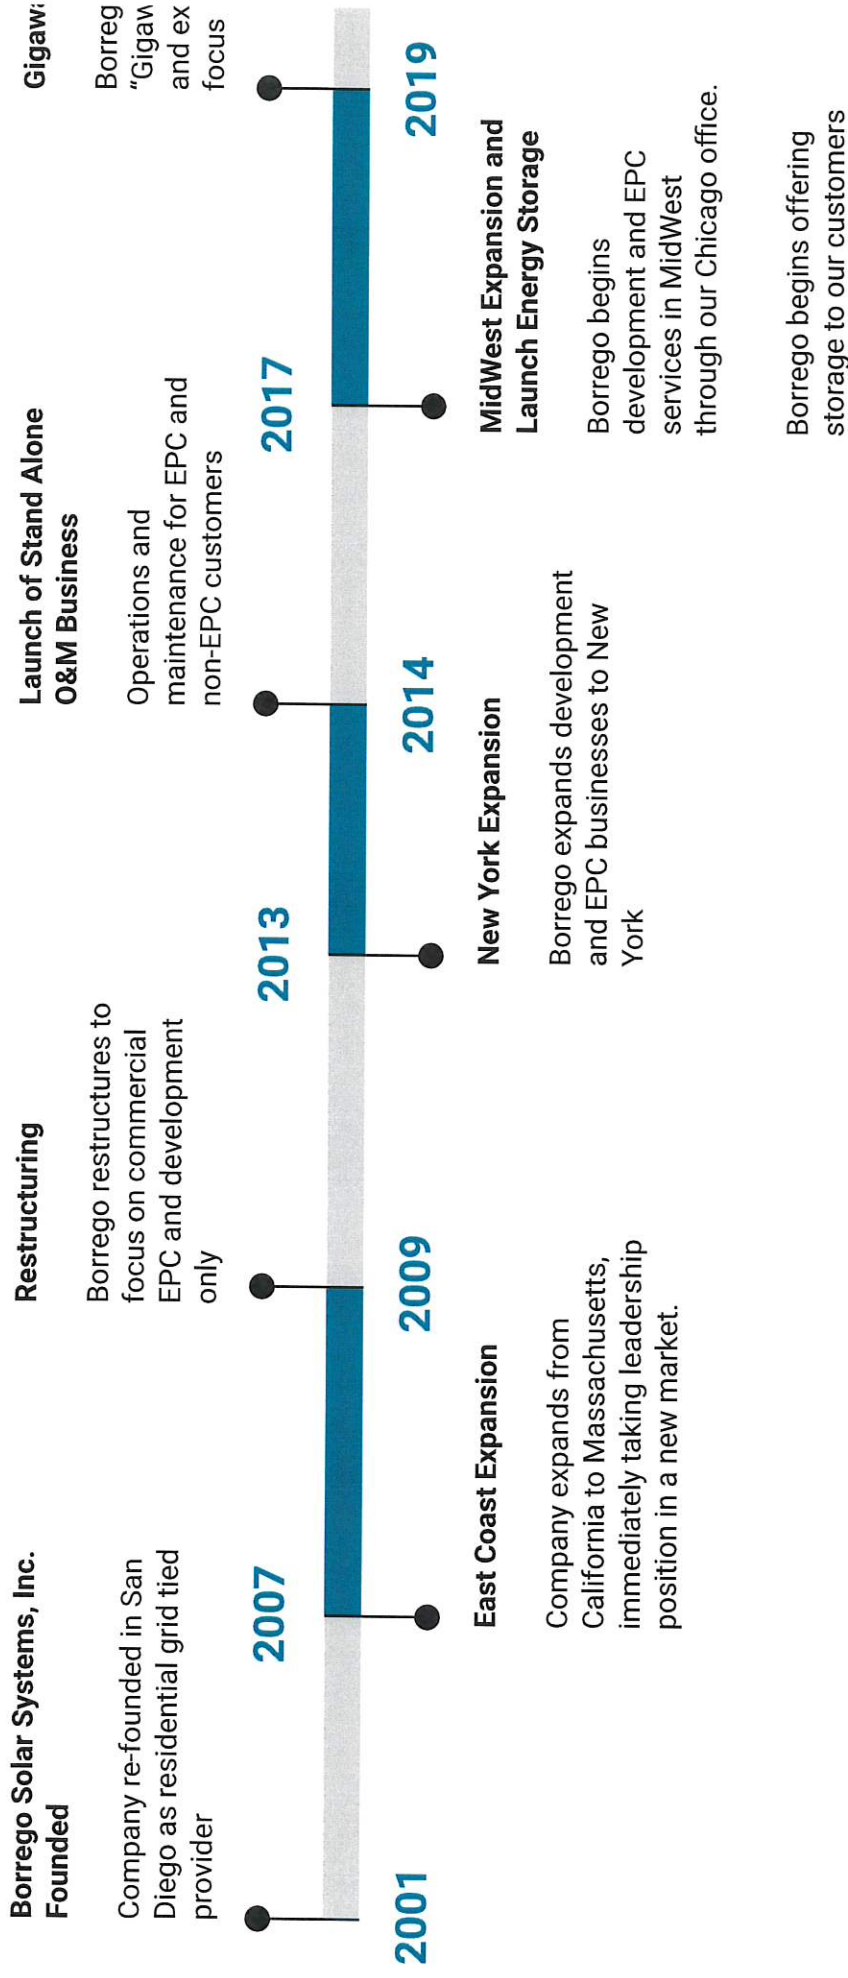 Borrego Solar Systems, Inc.
Founded
Company re-founded in San
Diego as residential grid tied
provider
2001
2007
East Coast Expansion
Company expands from
California to Massachusetts,
immediately taking leadership
position in a new market.
Restructuring
Borrego restructures to
focus on commercial
EPC and development
only
2009
2013
New York Expansion
Borrego expands development
and EPC businesses to New
York
Launch of Stand Alone
O&M Business
Operations and
maintenance for EPC and
non-EPC customers
2014
2017
MidWest Expansion and
Launch Energy Storage
Borrego begins
development and EPC
services in MidWest
through our Chicago office.
Borrego begins offering
storage to our customers
Borreg
and ex
focus
2019